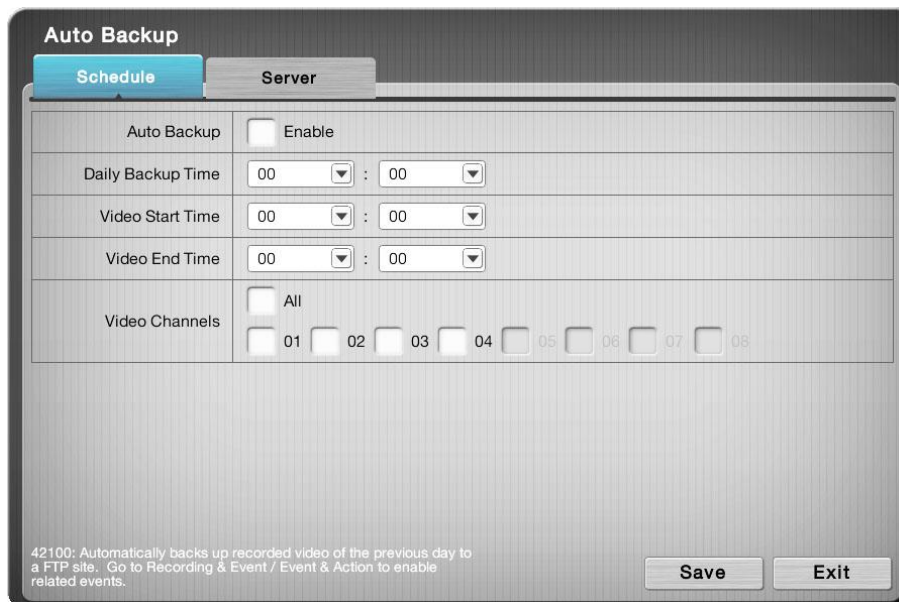 Auto Backup
Schedule Server
Auto Backup Enable
Daily Backup Time 00 : 00
Video Start Time 00 : 00
Video End Time 00 : 00
Video Channels All
01 02 03 04 05 06 07 08
42100: Automatically backs up recorded video of the previous day to
a FTP site. Go to Recording & Event / Event & Action to enable
related events.
Save Exit